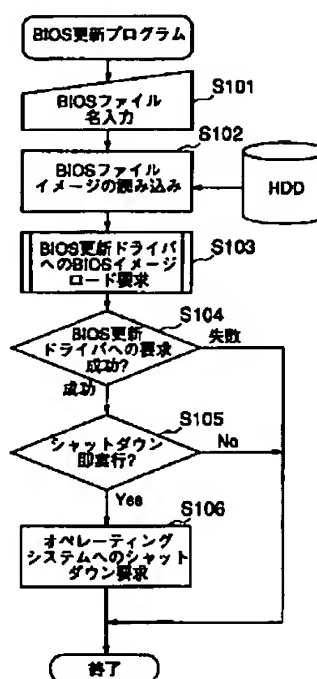 BIOS更新プログラム
S101
BIOSファイル
名入力
S102
BIOSファイル
イメージの読み込み
HDD
S103
BIOS更新ドライバ
へのBIOSイメージ
ロード要求
S104
BIOS更新
ドライバへの要求
成功?
失敗
成功
S105
シャットダウン
即実行?
No
Yes
S106
オペレーティング
システムへのシャット
ダウン要求
終了